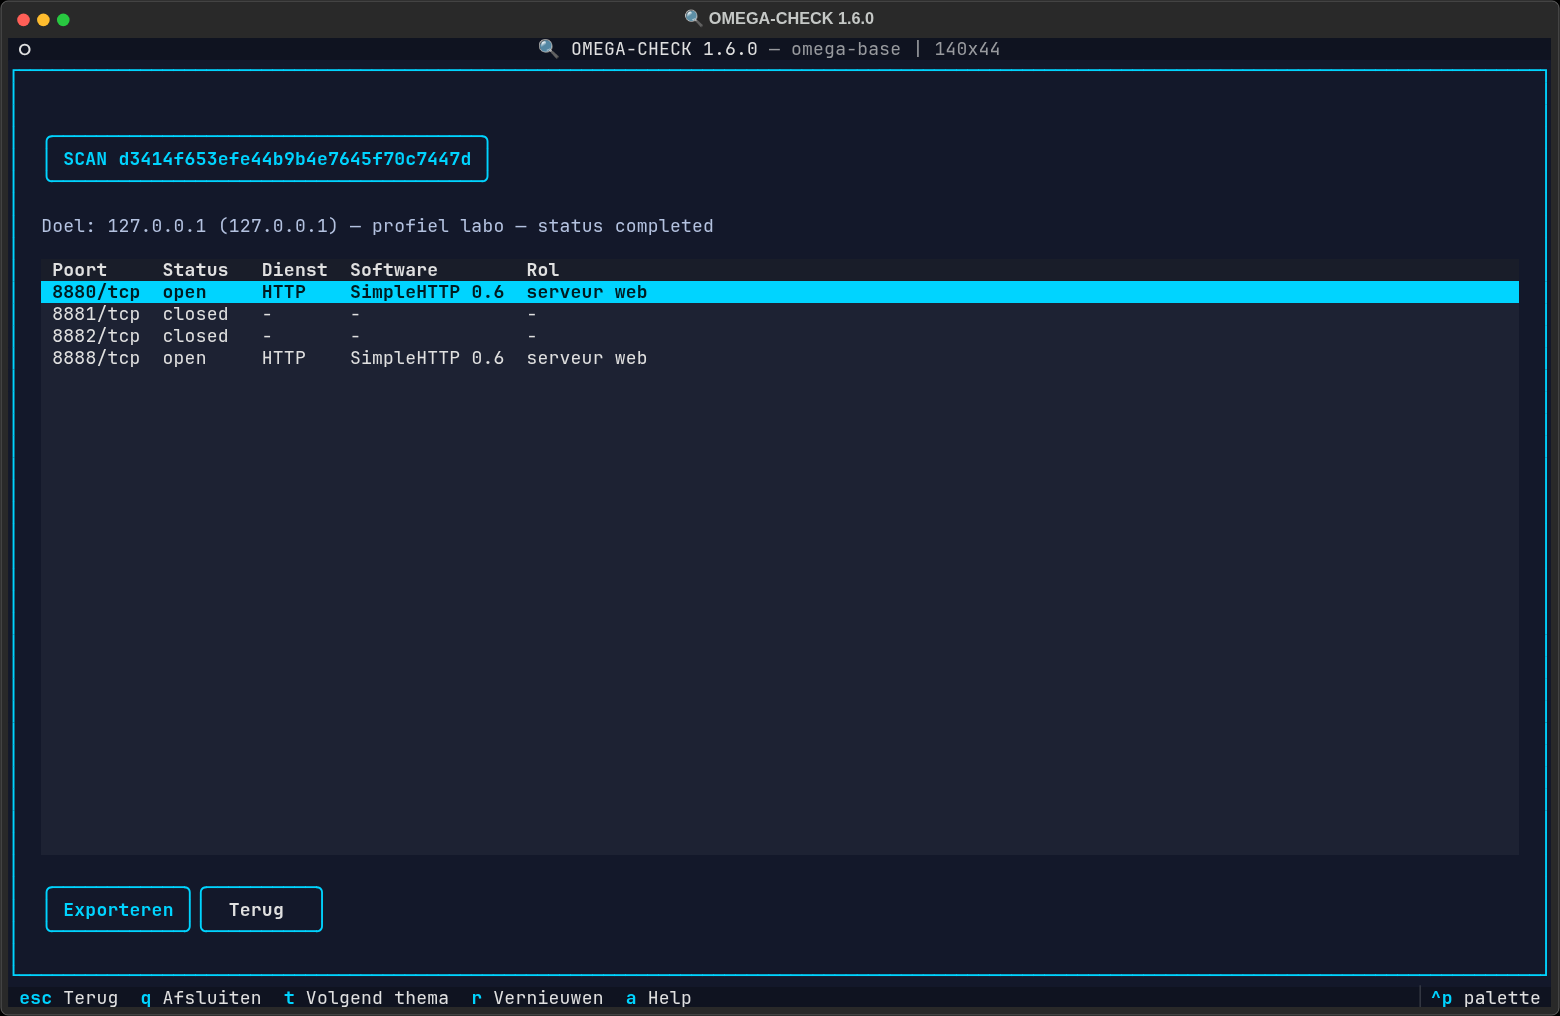 🔍 OMEGA-CHECK 1.6.0
🔍 OMEGA-CHECK 1.6.0 — omega-base | 140x44
SCAN d3414f653efe44b9b4e7645f70c7447d
Doel: 127.0.0.1 (127.0.0.1) — profiel labo — status completed
Poort Status Dienst Software Rol
8880/tcp open HTTP SimpleHTTP 0.6 serveur web
8881/tcp closed - - -
8882/tcp closed - - -
8888/tcp open HTTP SimpleHTTP 0.6 serveur web
Exporteren Terug
esc Terug q Afsluiten t Volgend thema r Vernieuwen a Help ^p palette